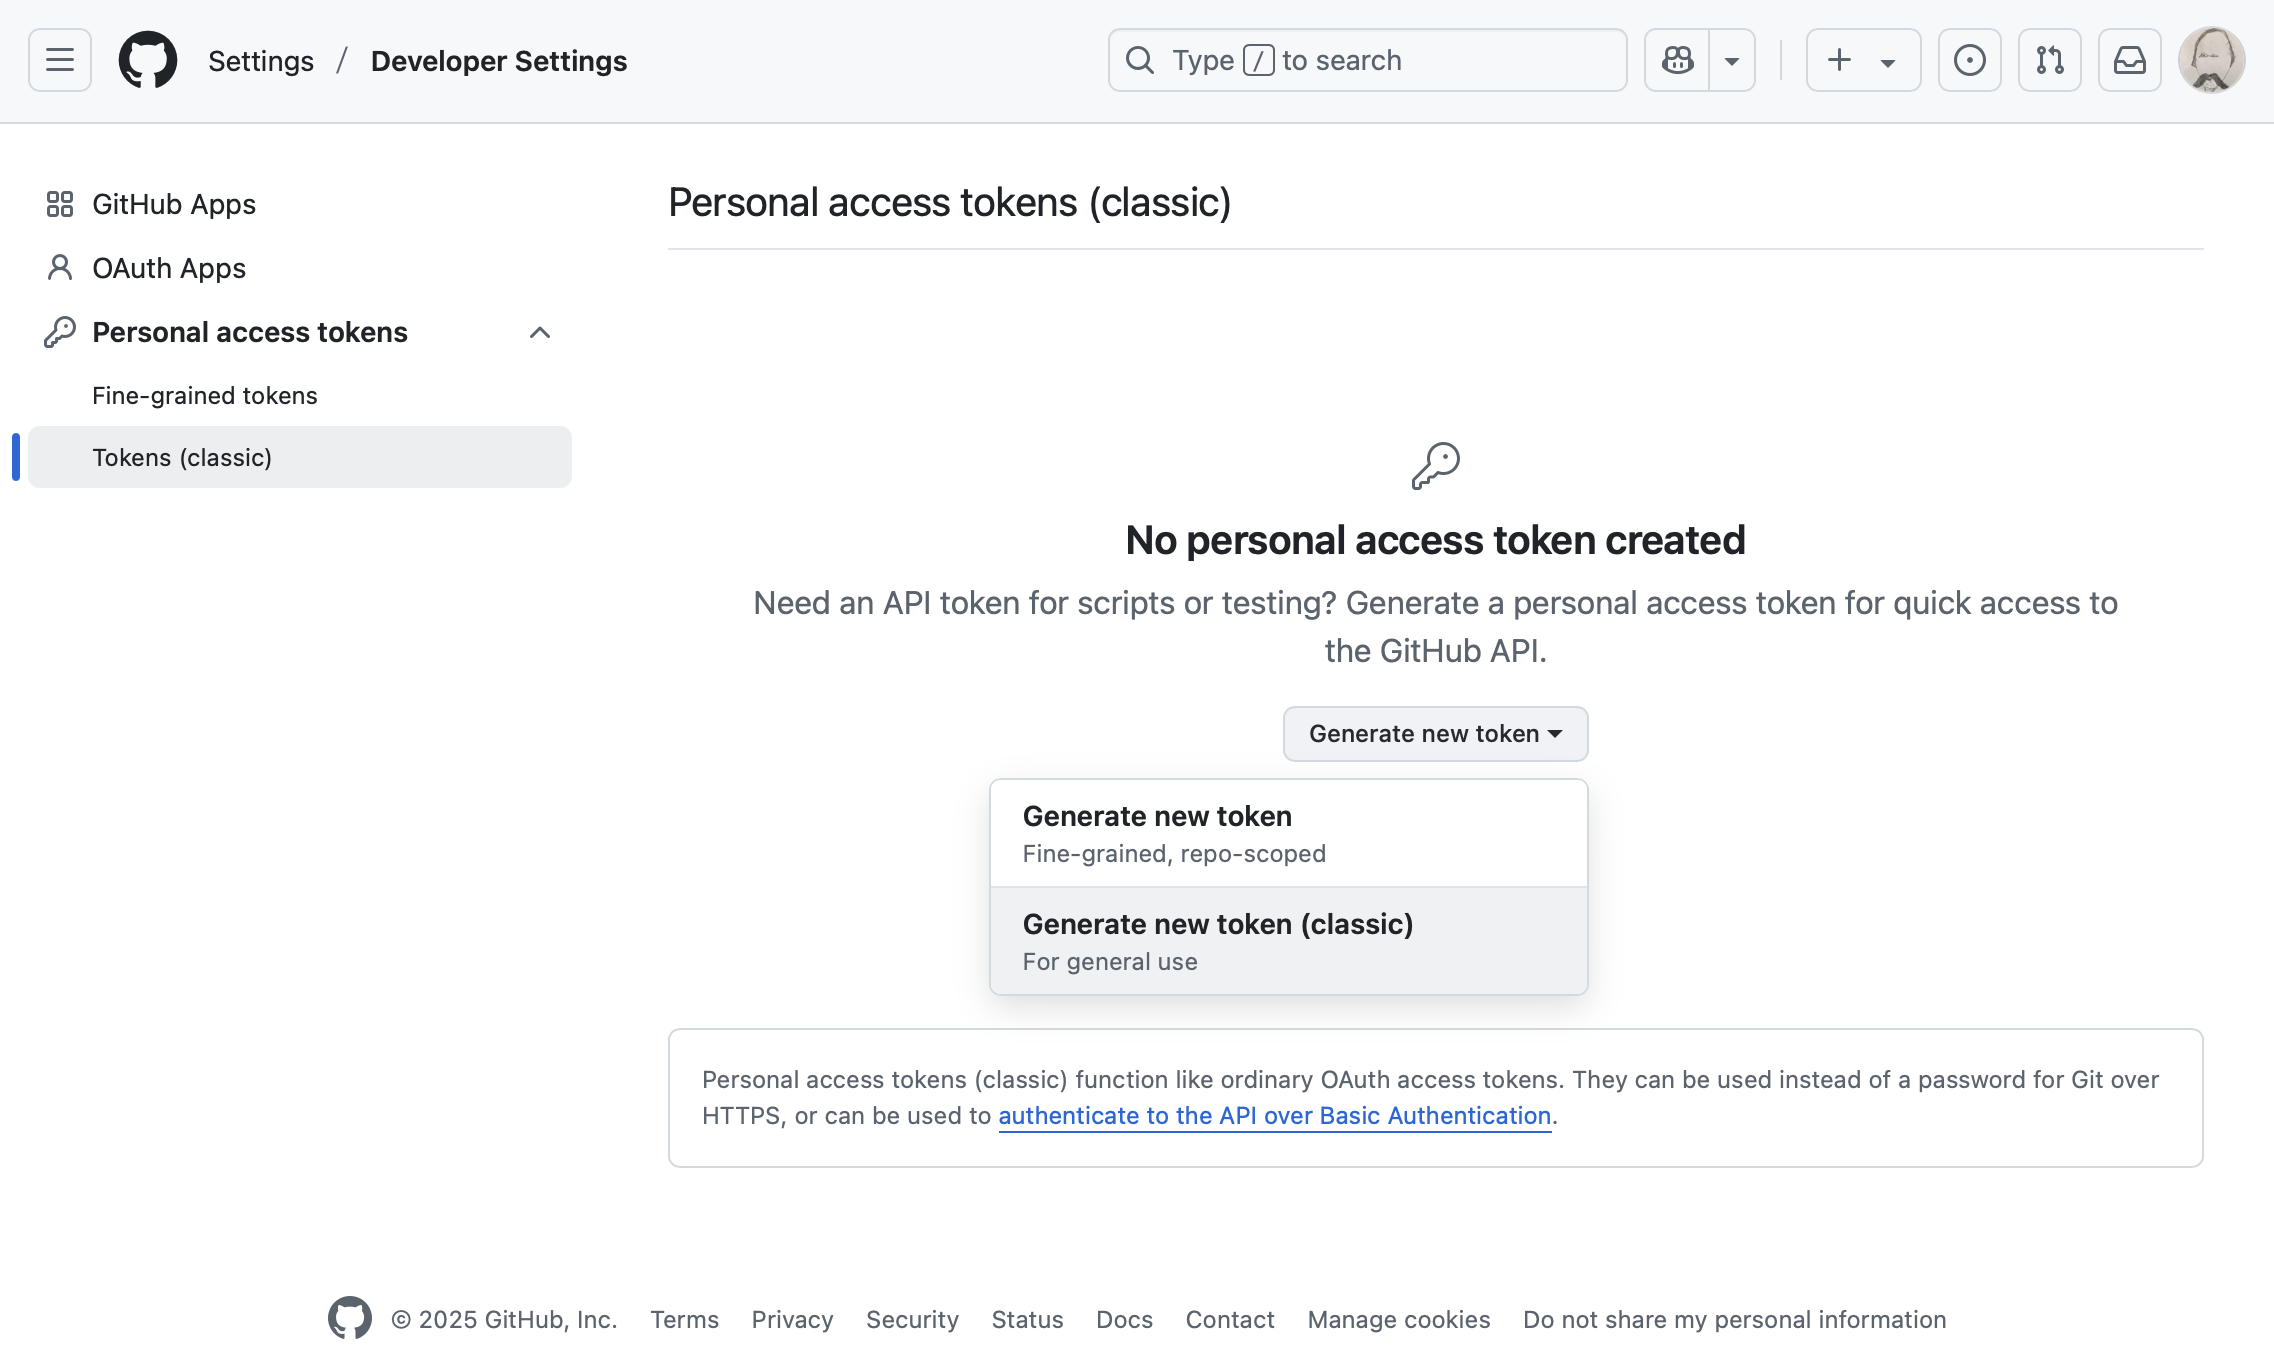 Settings / Developer Settings
Type / to search
GitHub Apps
OAuth Apps
Personal access tokens
Fine-grained tokens
Tokens (classic)
Personal access tokens (classic)
No personal access token created
Need an API token for scripts or testing? Generate a personal access token for quick access to
the GitHub API.
Generate new token
Generate new token
Fine-grained, repo-scoped
Generate new token (classic)
For general use
Personal access tokens (classic) function like ordinary OAuth access tokens. They can be used instead of a password for Git over
HTTPS, or can be used to authenticate to the API over Basic Authentication.
© 2025 GitHub, Inc. Terms Privacy Security Status Docs Contact Manage cookies Do not share my personal information